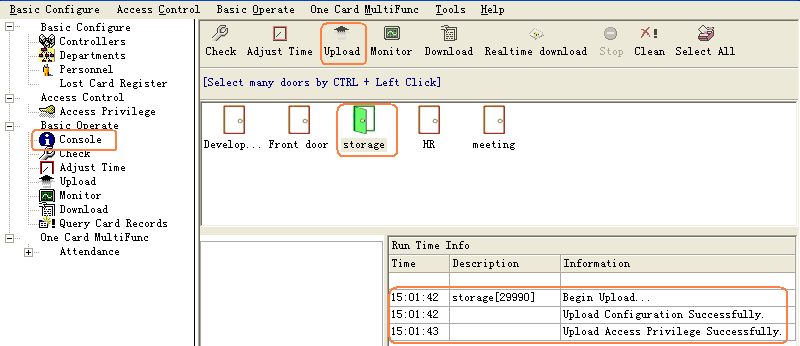 Basic Configure Access Control Basic Operate One Card MultiFunc Tools Help
Basic Configure
Controllers
Departments
Personnel
Lost Card Register
Access Control
Access Privilege
Basic Operate
Console
Check
Adjust Time
Upload
Monitor
Download
Query Card Records
One Card MultiFunc
Attendance
Check Adjust Time Upload Monitor Download Realtime download Stop Clean Select All
[Select many doors by CTRL + Left Click]
Develop... Front door storage HR meeting
Run Time Info
Time Description Information
15:01:42 storage[29990] Begin Upload...
15:01:42 Upload Configuration Successfully.
15:01:43 Upload Access Privilege Successfully.